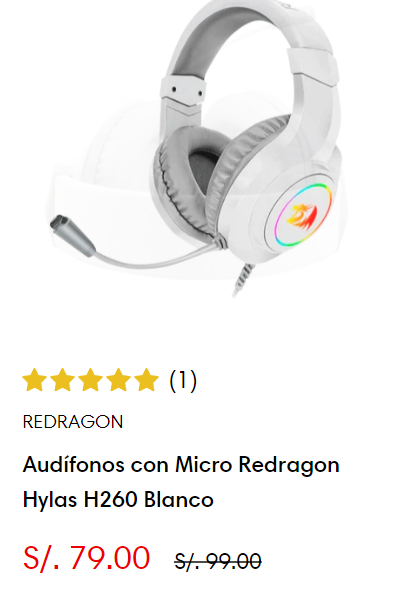 (1)
REDRAGON
Audífonos con Micro Redragon
Hylas H260 Blanco
S/. 79.00 S/. 99.00